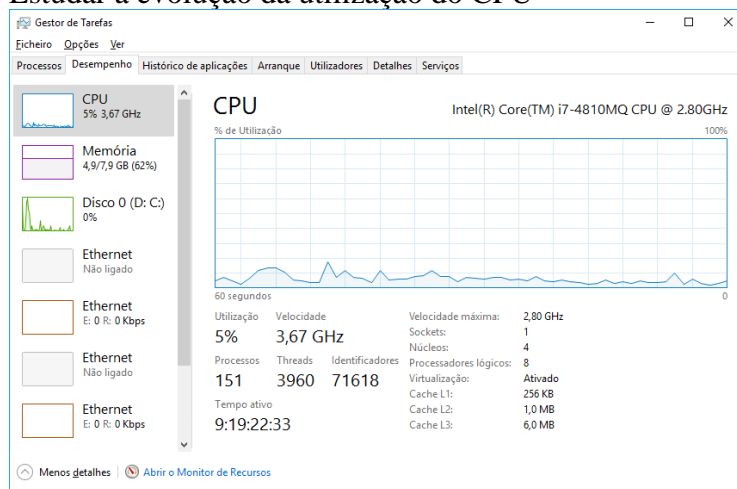 Estudar a evolução da utilização do CPU
Gestor de Tarefas
Ficheiro Opções Ver
Processos Desempenho Histórico de aplicações Arranque Utilizadores Detalhes Serviços
CPU
5% 3,67 GHz
Memória
4,9/7,9 GB (62%)
Disco 0 (D: C:)
0%
Ethernet
Não ligado
Ethernet
E: 0 R: 0 Kbps
Ethernet
Não ligado
Ethernet
E: 0 R: 0 Kbps
CPU Intel(R) Core(TM) i7-4810MQ CPU @ 2.80GHz
% de Utilização 100%
60 segundos 0
Utilização Velocidade
5% 3,67 GHz
Processos Threads Identificadores
151 3960 71618
Tempo ativo
9:19:22:33
Velocidade máxima: 2,80 GHz
Sockets: 1
Núcleos: 4
Processadores lógicos: 8
Virtualização: Ativado
Cache L1: 256 KB
Cache L2: 1,0 MB
Cache L3: 6,0 MB
Menos detalhes Abrir o Monitor de Recursos